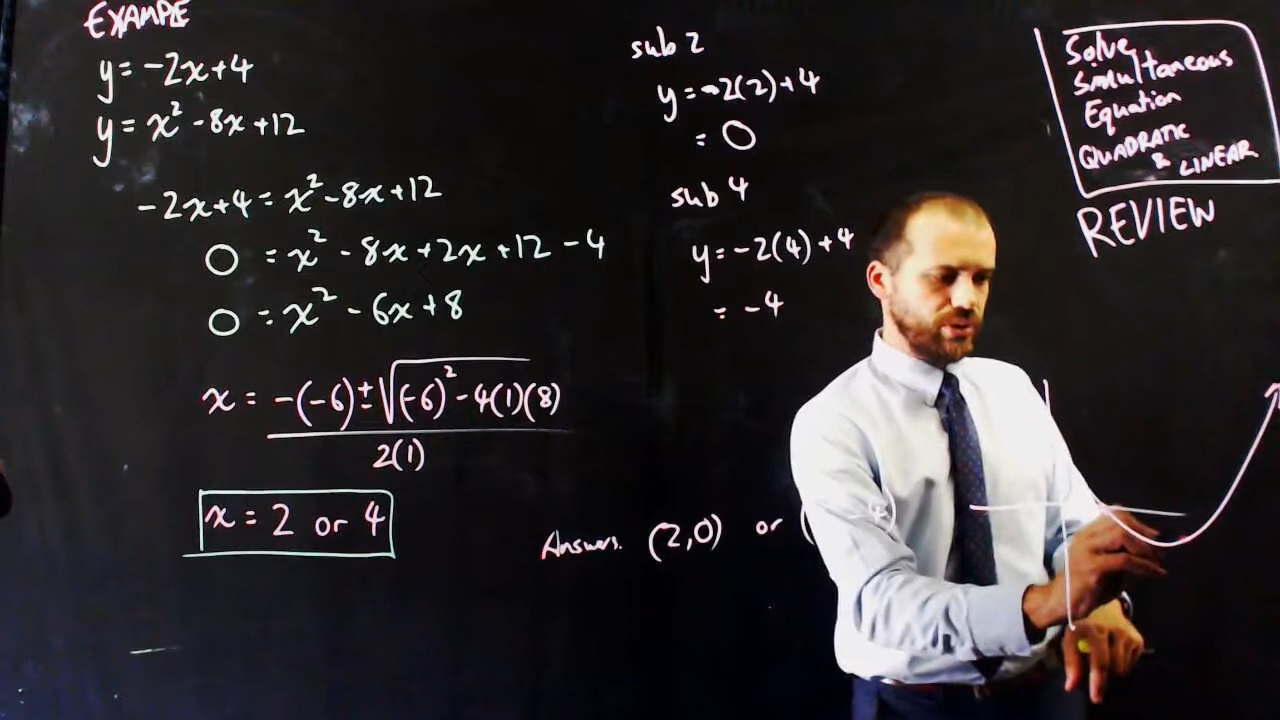 EXAMPLE
y = -2x+4
y = x² -8x+12
-2x+4 = x² -8x+12
0 = x² - 8x+2x+12-4
0 = x² - 6x+8
x = -(-6)±√(-6)² -4(1)(8)
2(1)
x = 2 or 4
sub 2
y = -2(2)+4
= 0
sub 4
y = -2(4)+4
= -4
Answers. (2,0) or (
Solve
Simultaneous
Equation
QUADRATIC
& LINEAR
REVIEW